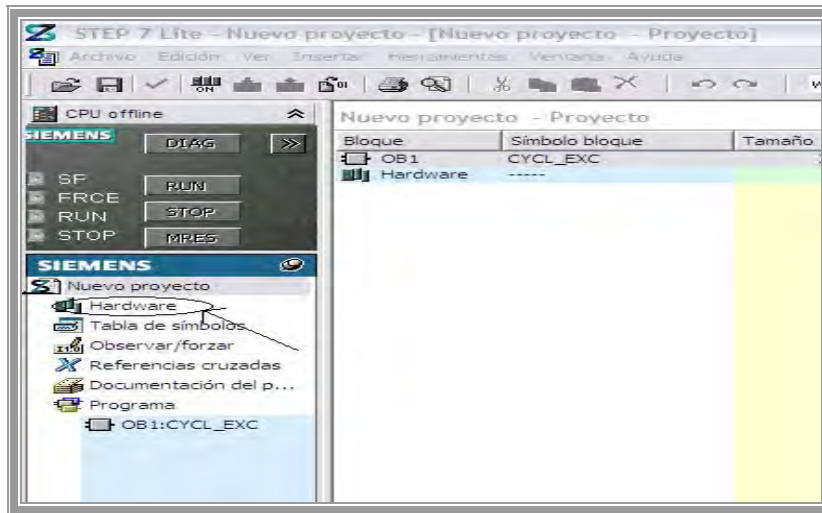 STEP 7 Lite - Nuevo proyecto - [Nuevo proyecto - Proyecto]
Archivo Edición Ver Insertar Herramientas Ventana Ayuda
ON
CPU offline
SIEMENS
DIAG
>>
SF
FRCE
RUN
STOP
RUN
STOP
MRES
SIEMENS
Nuevo proyecto
Hardware
Tabla de símbolos
Observar/forzar
Referencias cruzadas
Documentación del p...
Programa
OB1:CYCL_EXC
Nuevo proyecto - Proyecto
Bloque Símbolo bloque Tamaño
OB1 CYCL_EXC
Hardware -----